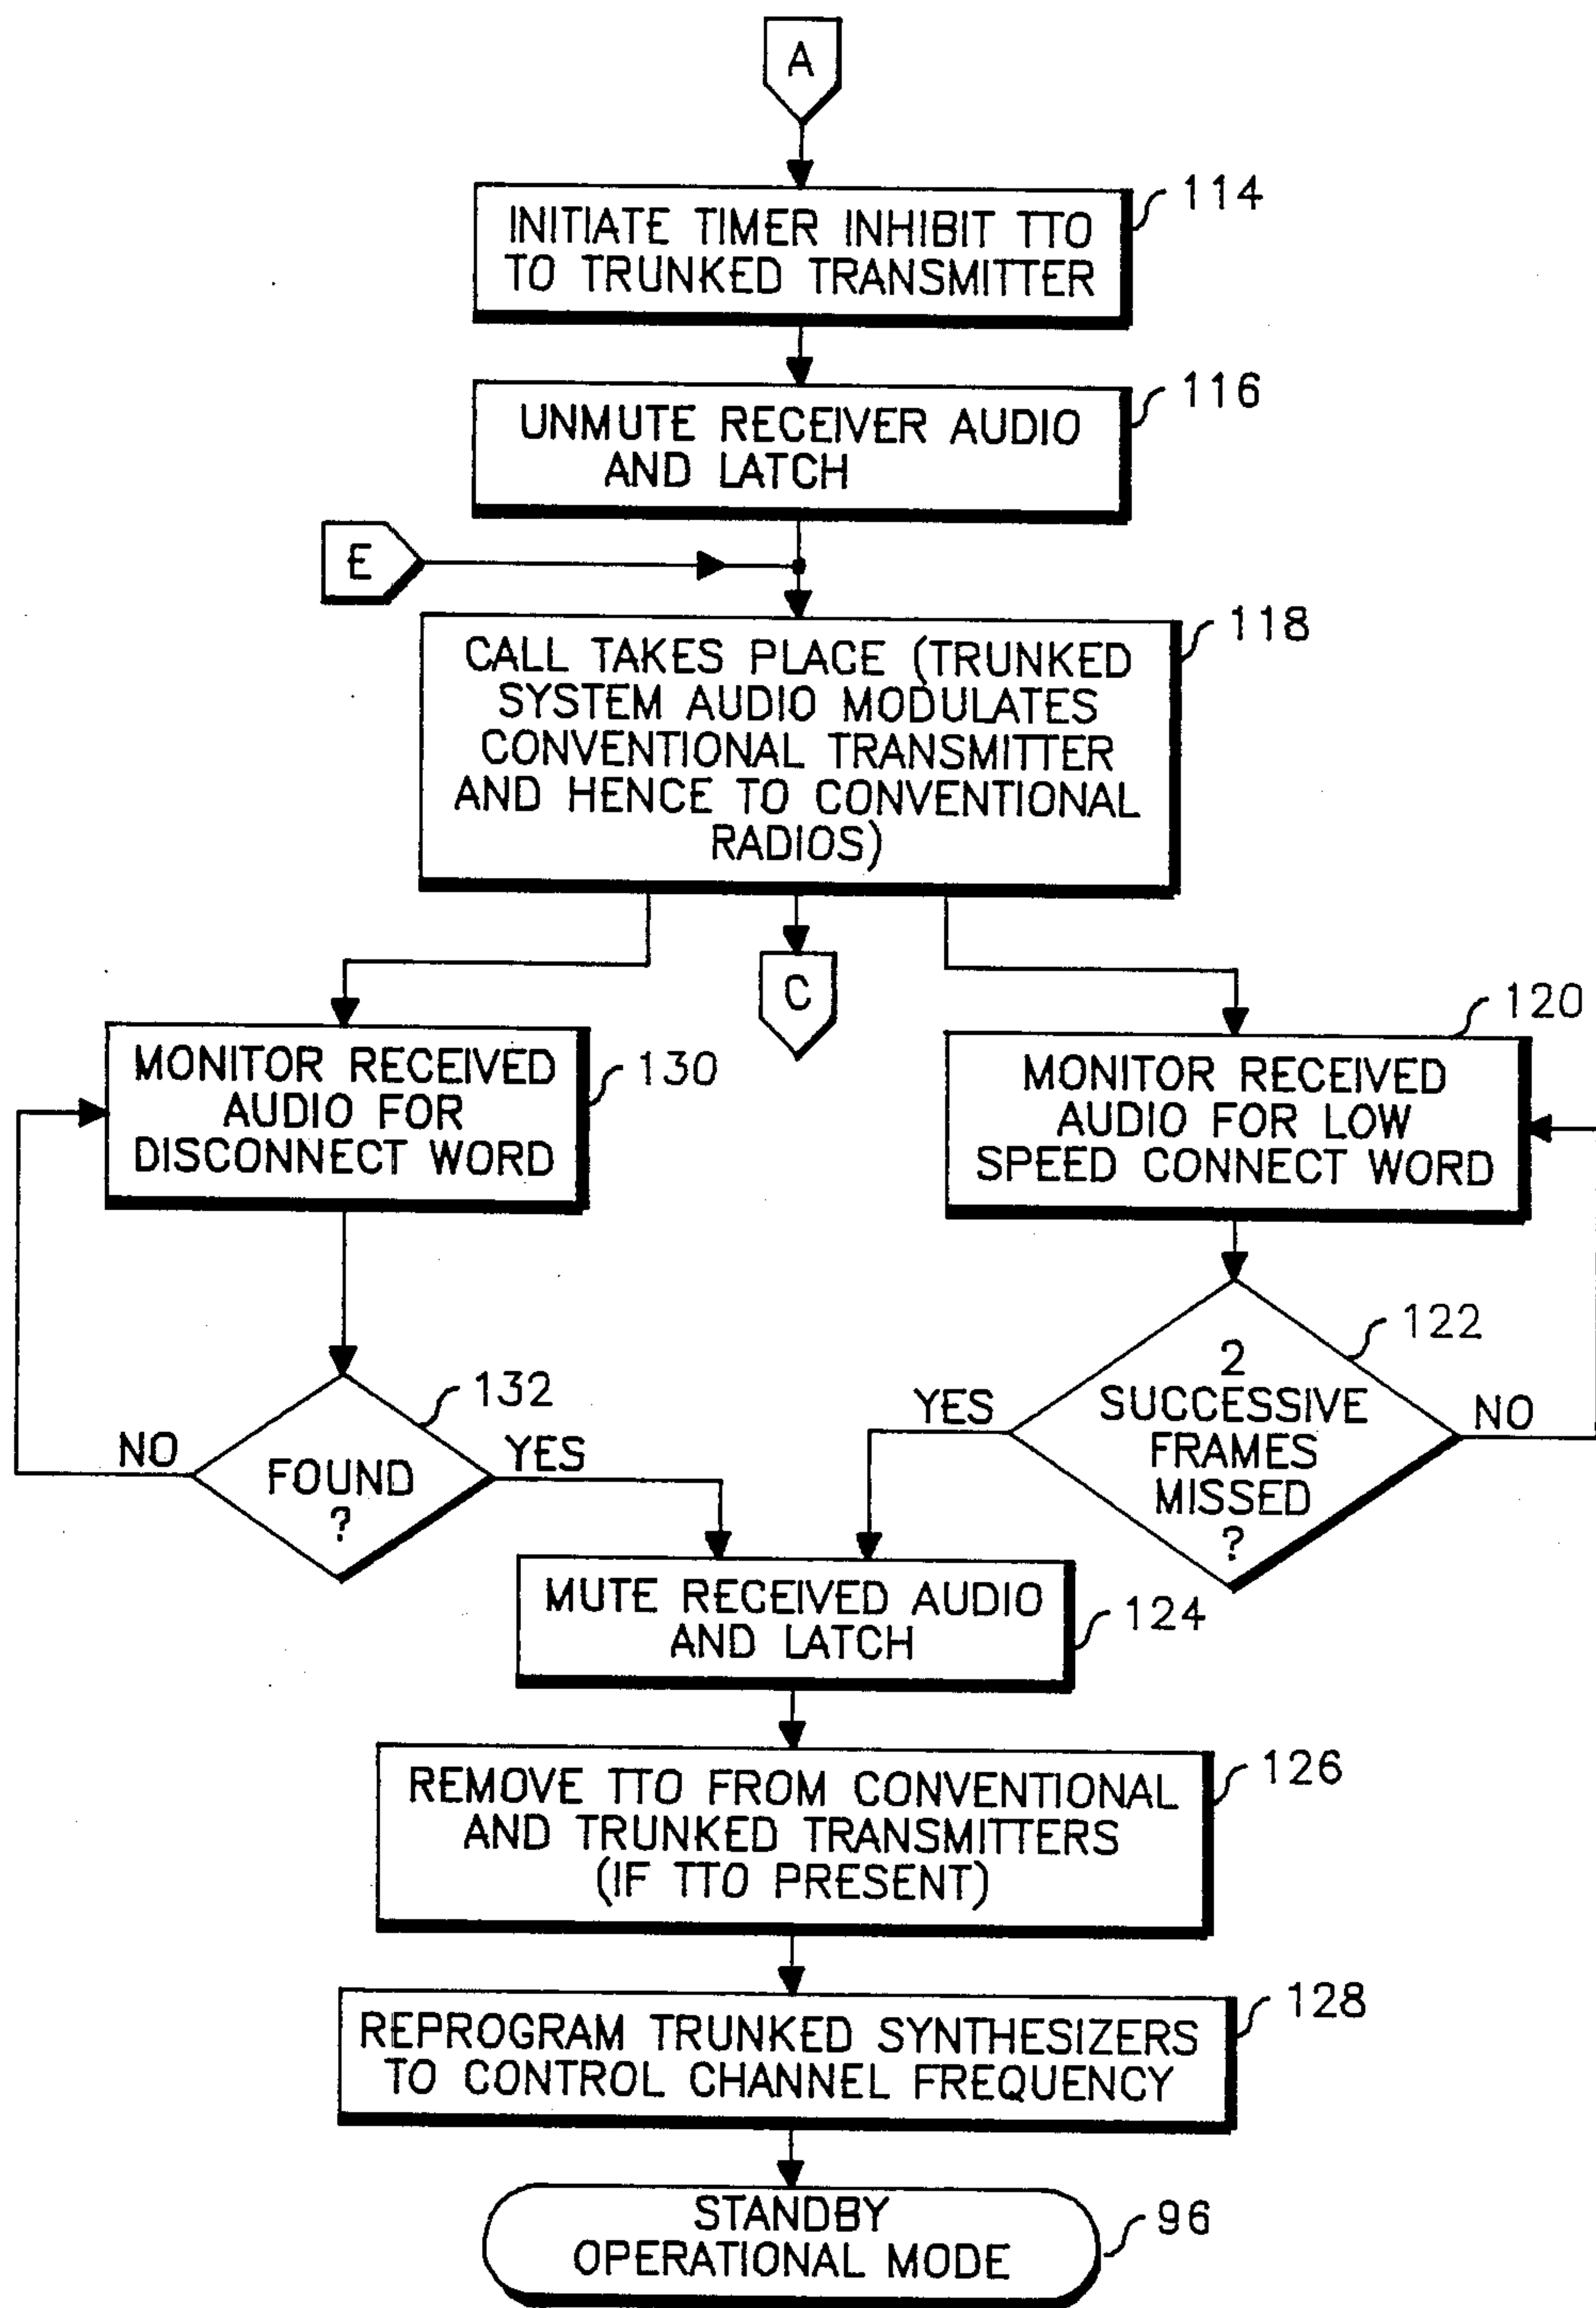 A
INITIATE TIMER INHIBIT TTO
TO TRUNKED TRANSMITTER
114
UNMUTE RECEIVER AUDIO
AND LATCH
116
E
CALL TAKES PLACE (TRUNKED
SYSTEM AUDIO MODULATES
CONVENTIONAL TRANSMITTER
AND HENCE TO CONVENTIONAL
RADIOS)
118
C
MONITOR RECEIVED
AUDIO FOR
DISCONNECT WORD
130
MONITOR RECEIVED
AUDIO FOR LOW
SPEED CONNECT WORD
120
FOUND
?
132
NO
YES
2
SUCCESSIVE
FRAMES
MISSED
?
122
YES
NO
MUTE RECEIVED AUDIO
AND LATCH
124
REMOVE TTO FROM CONVENTIONAL
AND TRUNKED TRANSMITTERS
(IF TTO PRESENT)
126
REPROGRAM TRUNKED SYNTHESIZERS
TO CONTROL CHANNEL FREQUENCY
128
STANDBY
OPERATIONAL MODE
96